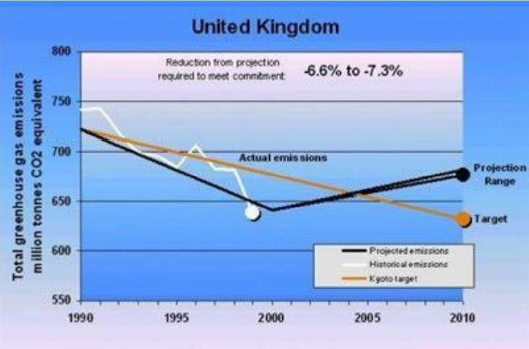 United Kingdom
800
750
700
650
600
550
Total greenhouse gas emissions
million tonnes CO2 equivalent
Reduction from projection
required to meet commitment:
-6.6% to -7.3%
Actual emissions
Projection
Range
Target
Projected emissions
Historical emissions
Kyoto target
1990
1995
2000
2005
2010